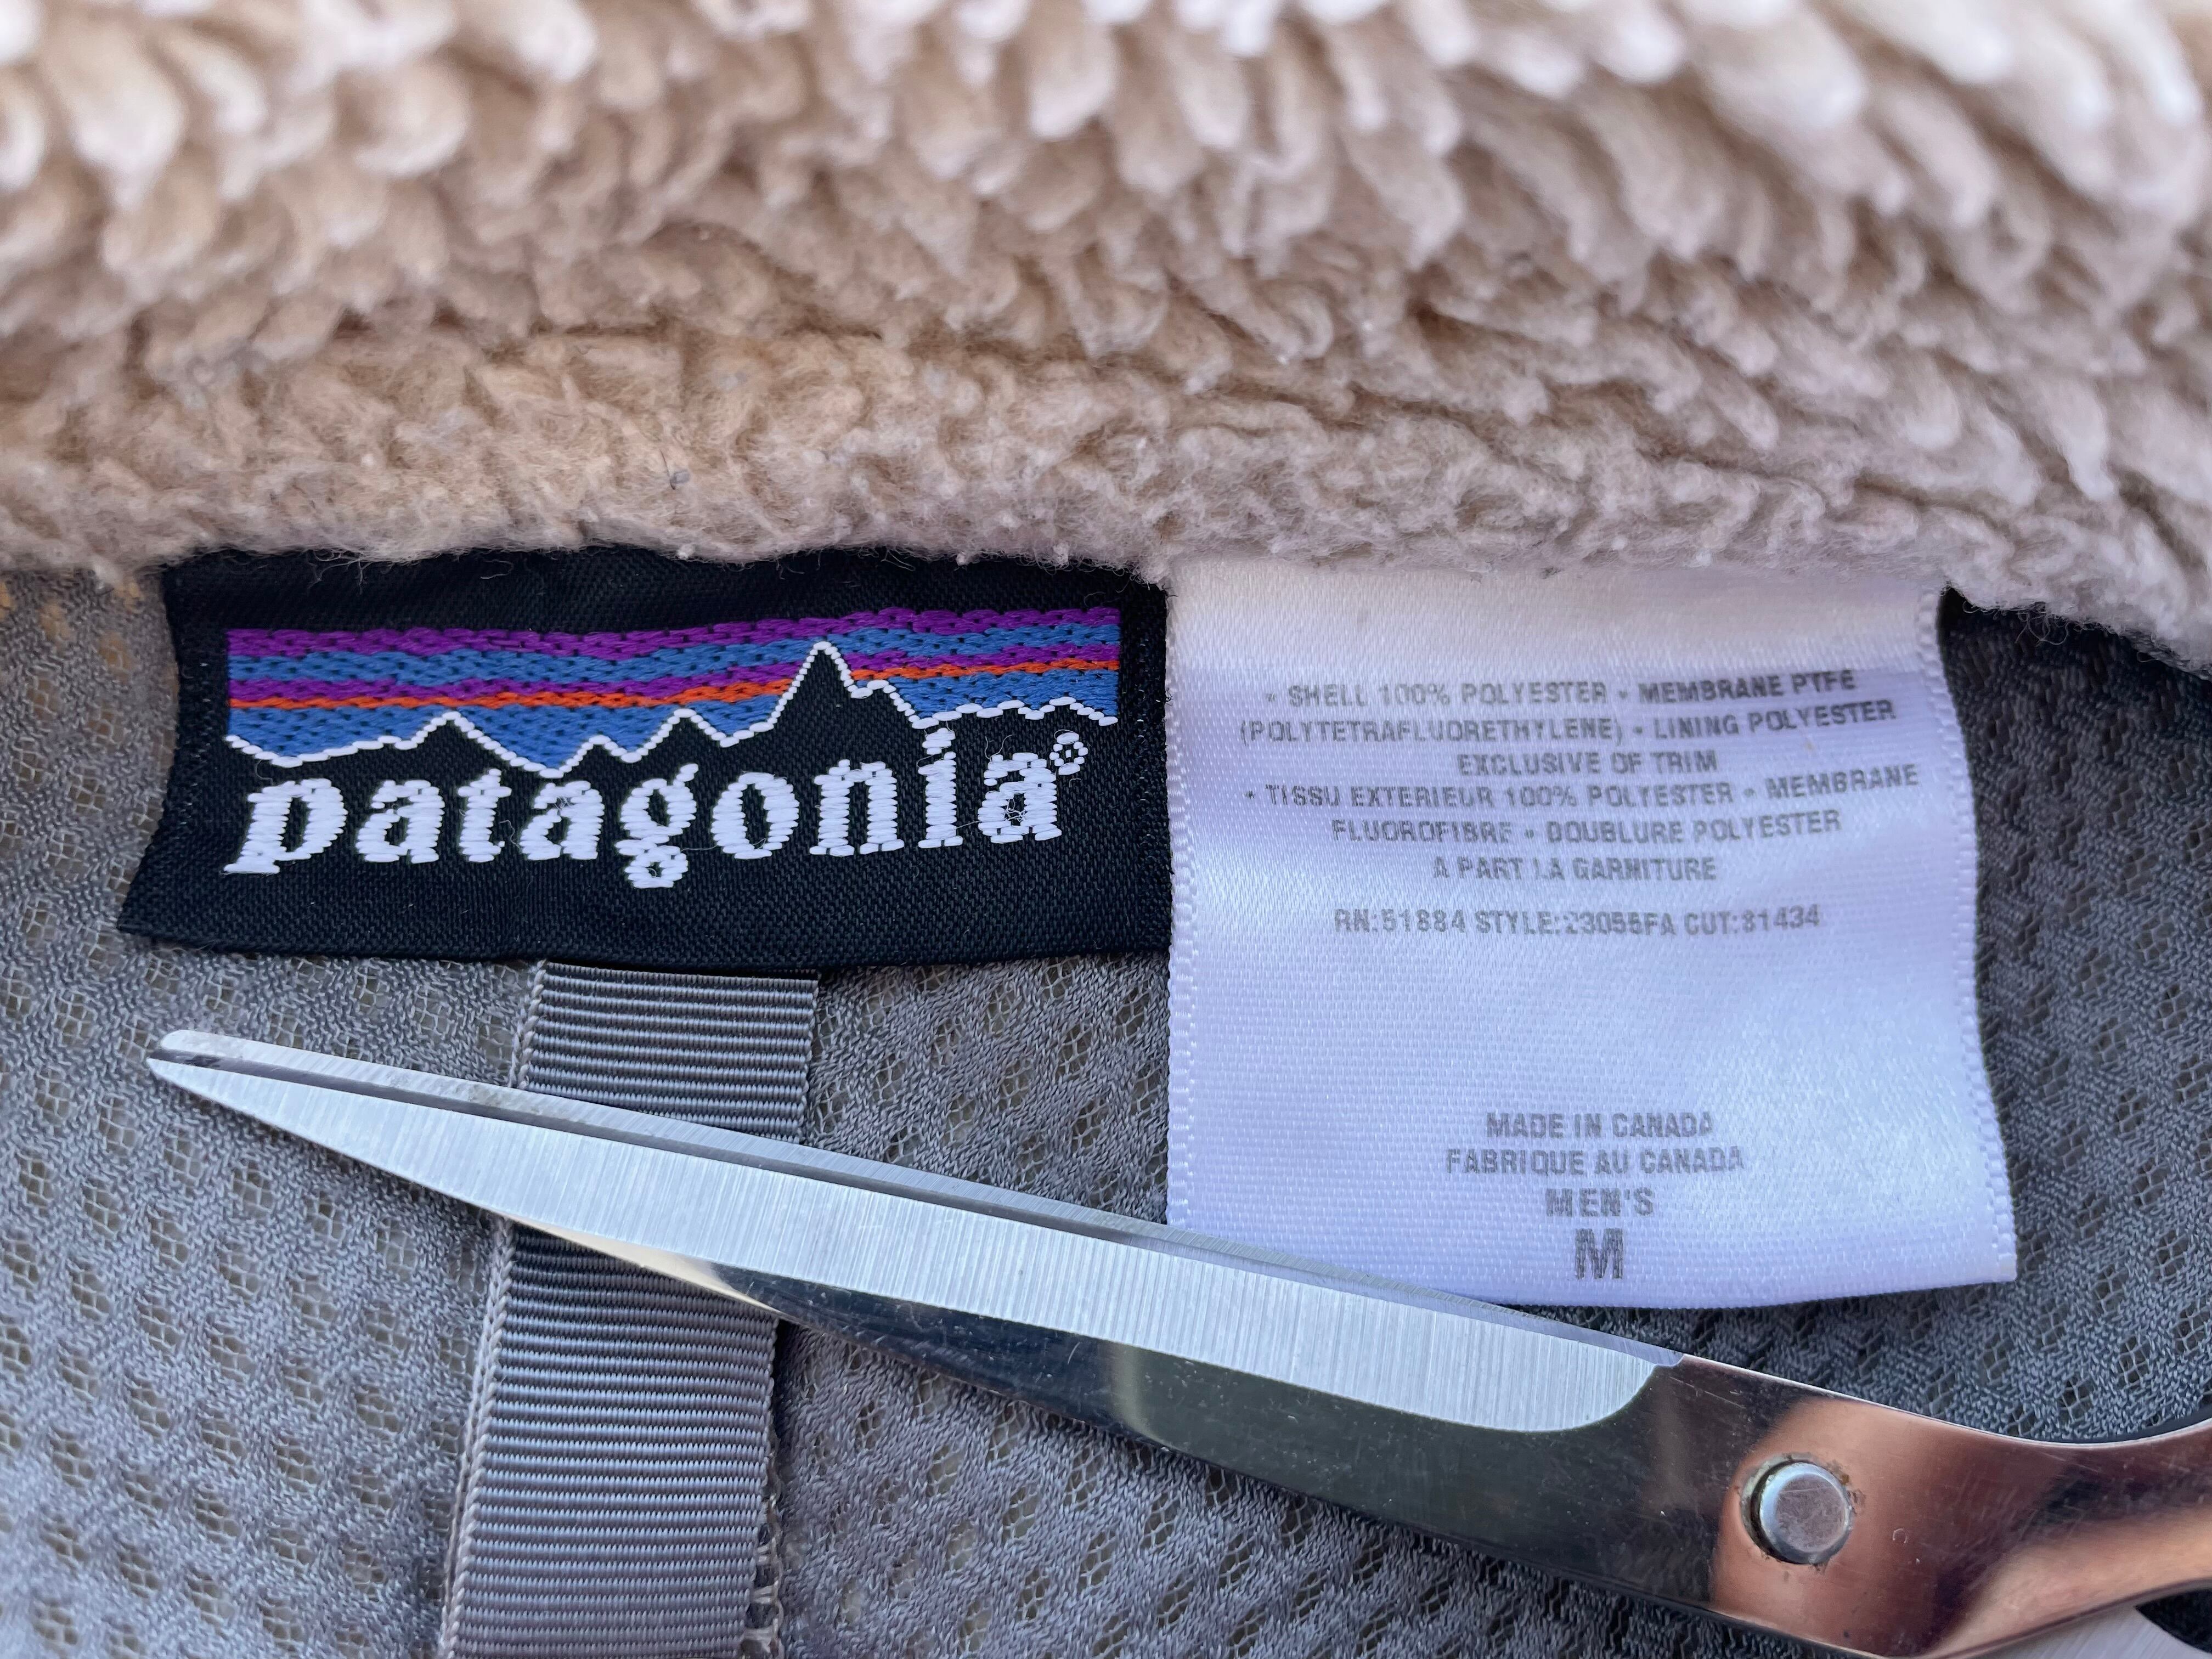 patagonia®
• SHELL 100% POLYESTER • MEMBRANE PTFE
(POLYTETRAFLUORETHYLENE) • LINING POLYESTER
EXCLUSIVE OF TRIM
• TISSU EXTERIEUR 100% POLYESTER • MEMBRANE
FLUOROFIBRE • DOUBLURE POLYESTER
A PART LA GARNITURE
RN:51884 STYLE:23055FA CUT:81434
MADE IN CANADA
FABRIQUE AU CANADA
MEN'S
M